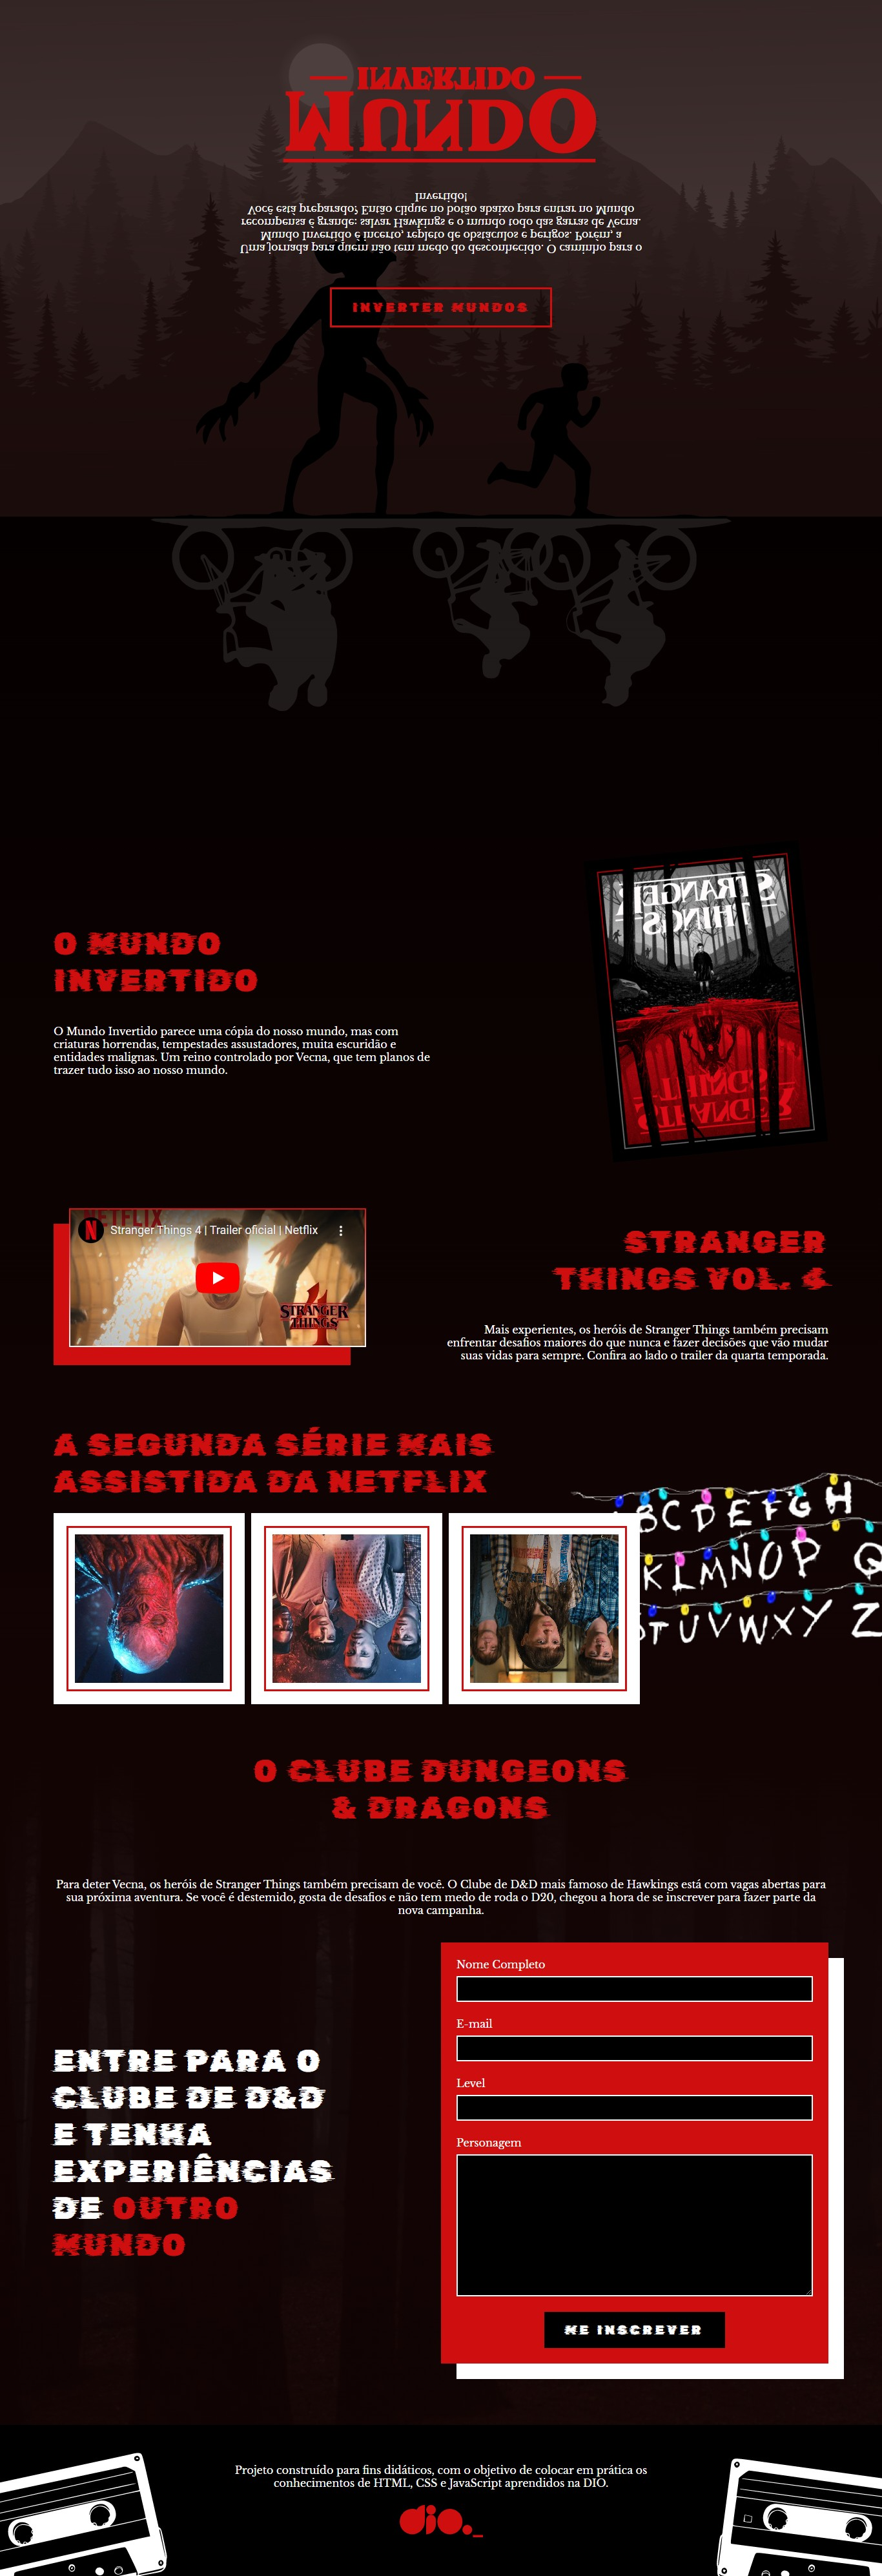 MUNDO
INVERTIDO
Uma jornada para quem não tem medo do desconhecido. O caminho para o
Mundo Invertido é incerto, repleto de obstáculos e perigos. Porém, a
recompensa é grande: salvar Hawkings e o mundo todo das garras de Vecna.
Você está preparado? Então clique no botão abaixo para entrar no Mundo
Invertido!
INVERTER MUNDOS
O MUNDO
INVERTIDO
O Mundo Invertido parece uma cópia do nosso mundo, mas com
criaturas horrendas, tempestades assustadores, muita escuridão e
entidades malignas. Um reino controlado por Vecna, que tem planos de
trazer tudo isso ao nosso mundo.
STRANGER
THINGS
STRANGER
THINGS
NETFLIX
Stranger Things 4 | Trailer oficial | Netflix
STRANGER
THINGS
4
STRANGER
THINGS VOL. 4
Mais experientes, os heróis de Stranger Things também precisam
enfrentar desafios maiores do que nunca e fazer decisões que vão mudar
suas vidas para sempre. Confira ao lado o trailer da quarta temporada.
A SEGUNDA SÉRIE MAIS
ASSISTIDA DA NETFLIX
BCDEFGH
KLMNOP Q
TUVWXYZ
O CLUBE DUNGEONS
& DRAGONS
Para deter Vecna, os heróis de Stranger Things também precisam de você. O Clube de D&D mais famoso de Hawkings está com vagas abertas para
sua próxima aventura. Se você é destemido, gosta de desafios e não tem medo de roda o D20, chegou a hora de se inscrever para fazer parte da
nova campanha.
ENTRE PARA O
CLUBE DE D&D
E TENHA
EXPERIÊNCIAS
DE OUTRO
MUNDO
Nome Completo
E-mail
Level
Personagem
ME INSCREVER
Projeto construído para fins didáticos, com o objetivo de colocar em prática os
conhecimentos de HTML, CSS e JavaScript aprendidos na DIO.
dio._